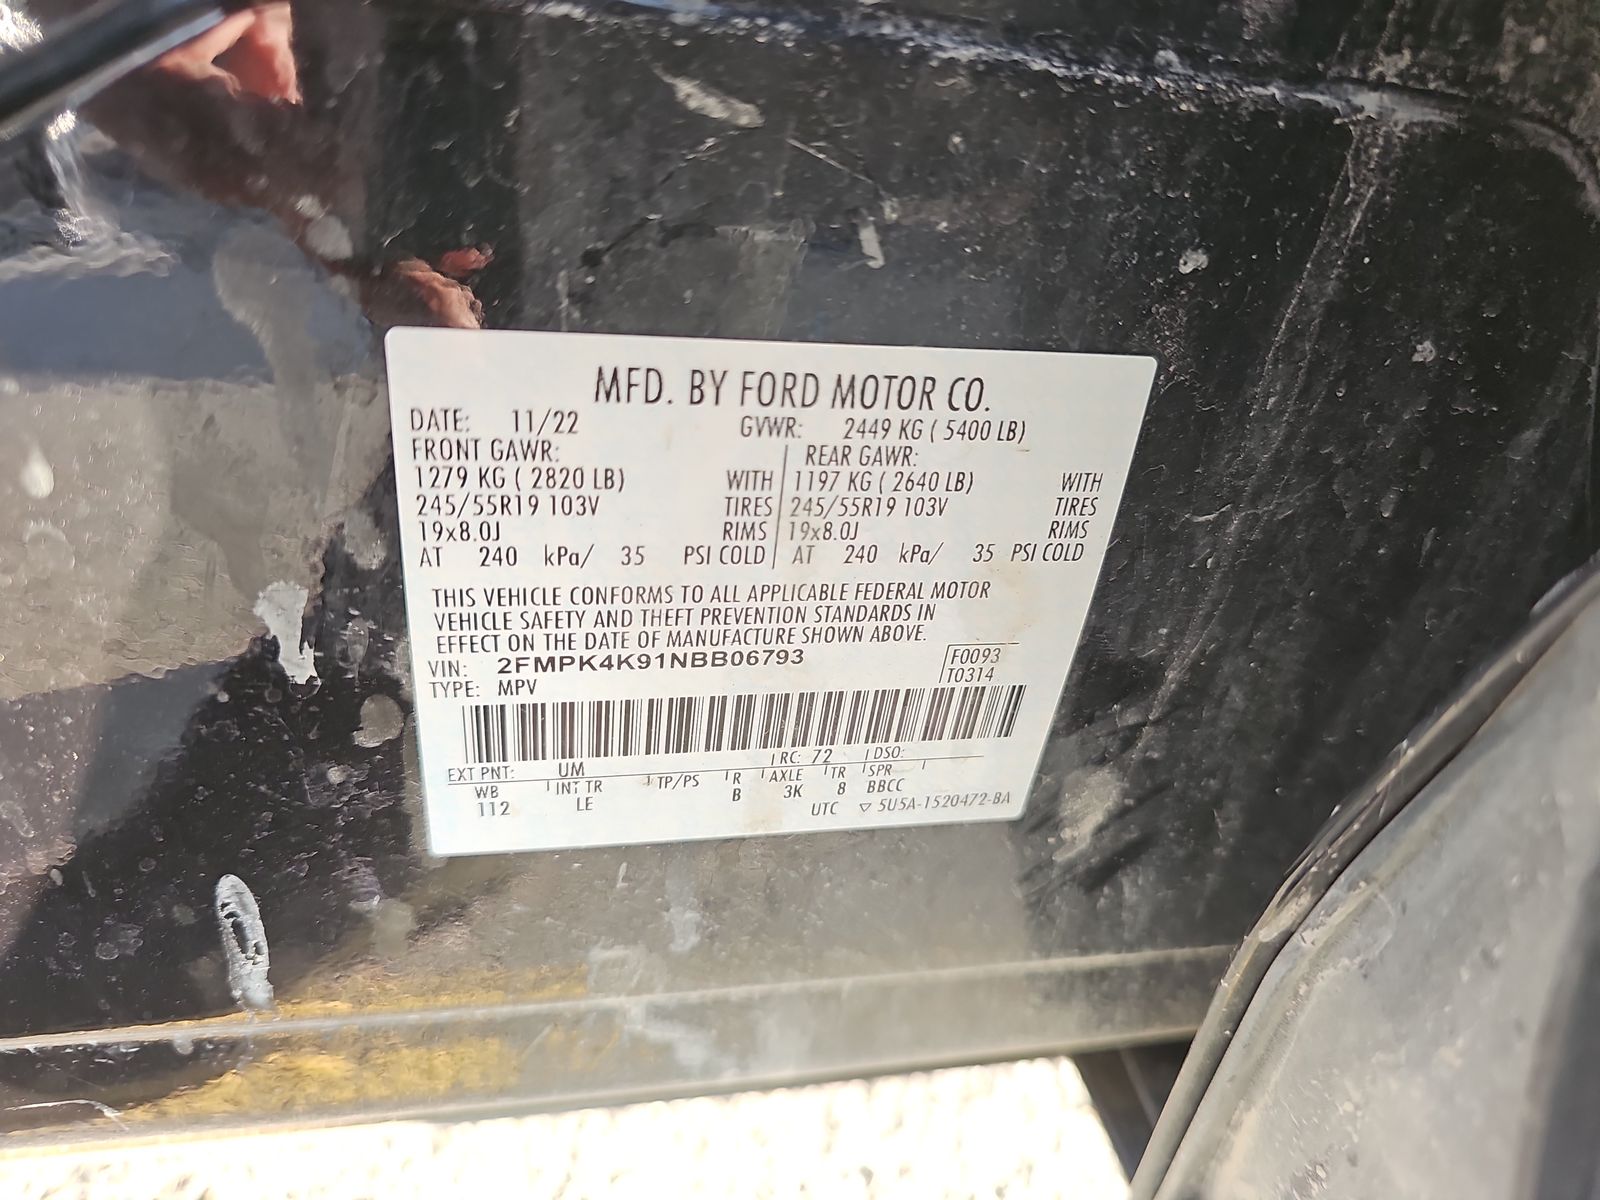 MFD. BY FORD MOTOR CO.
DATE: 11/22 GVWR: 2449 KG ( 5400 LB)
FRONT GAWR: REAR GAWR:
1279 KG ( 2820 LB) WITH 1197 KG ( 2640 LB) WITH
245/55R19 103V TIRES 245/55R19 103V TIRES
19x8.0J RIMS 19x8.0J RIMS
AT 240 kPa/ 35 PSI COLD AT 240 kPa/ 35 PSI COLD
THIS VEHICLE CONFORMS TO ALL APPLICABLE FEDERAL MOTOR
VEHICLE SAFETY AND THEFT PREVENTION STANDARDS IN
EFFECT ON THE DATE OF MANUFACTURE SHOWN ABOVE.
VIN: 2FMPK4K91NBB06793 F0093
TYPE: MPV T0314
EXT PNT: UM RC: 72 DSO:
WB INT TR TP/PS R AXLE TR SPR
112 LE B 3K 8 BBCC
UTC ▽ 5U5A-1520472-BA